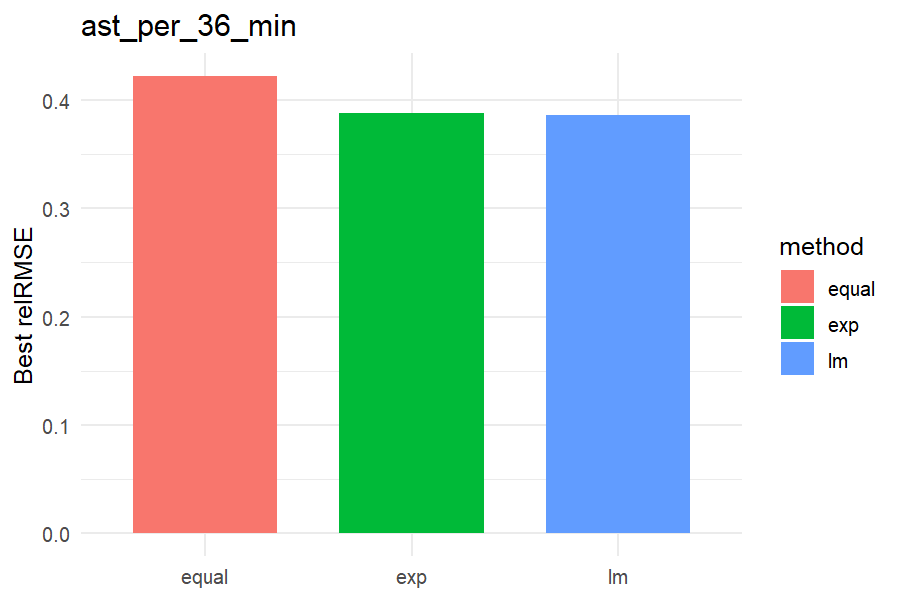 ast_per_36_min
Best relRMSE
0.4
0.3
0.2
0.1
0.0
equal
exp
lm
method
equal
exp
lm